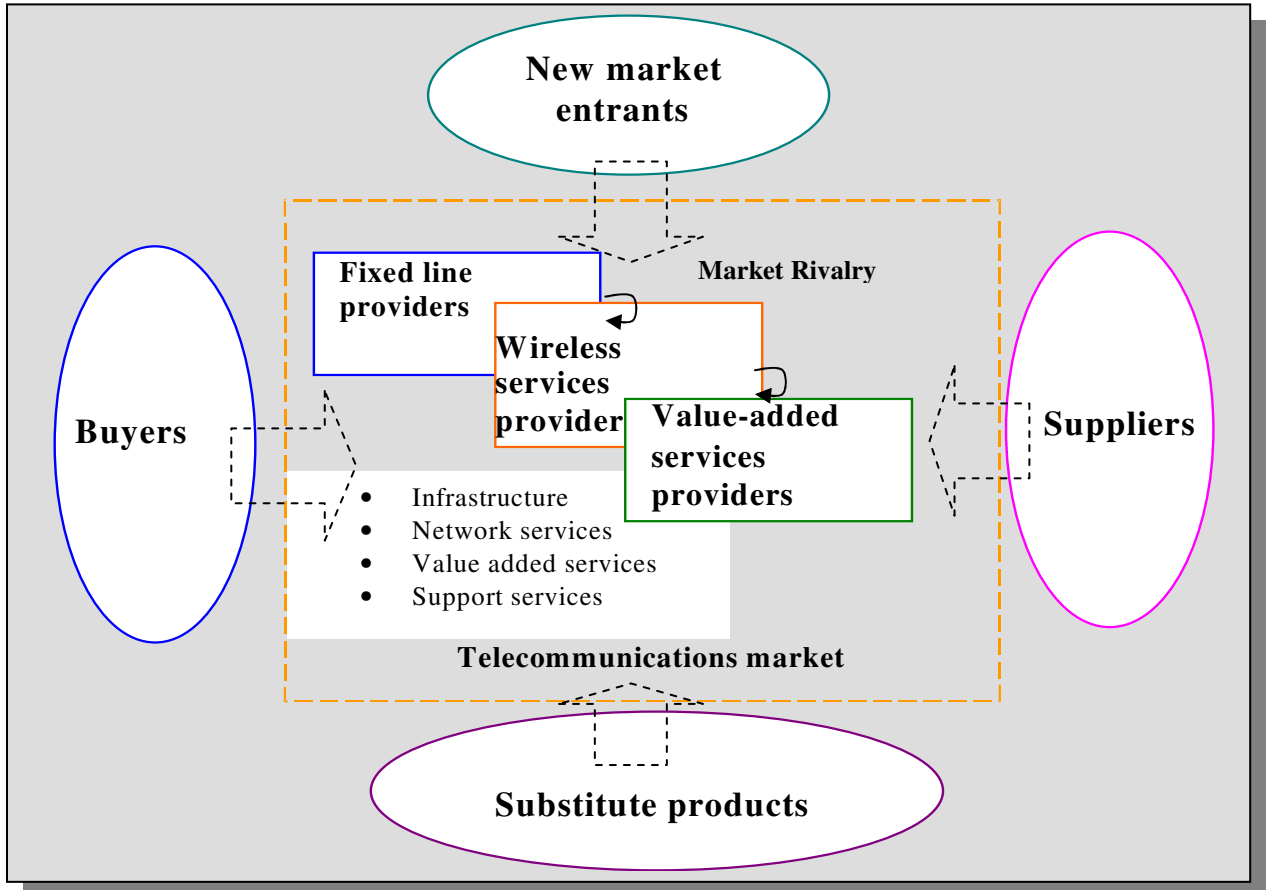 New market
entrants
Market Rivalry
Fixed line
providers
Wireless
services
provider
Value-added
services
providers
Buyers
Suppliers
• Infrastructure
• Network services
• Value added services
• Support services
Telecommunications market
Substitute products